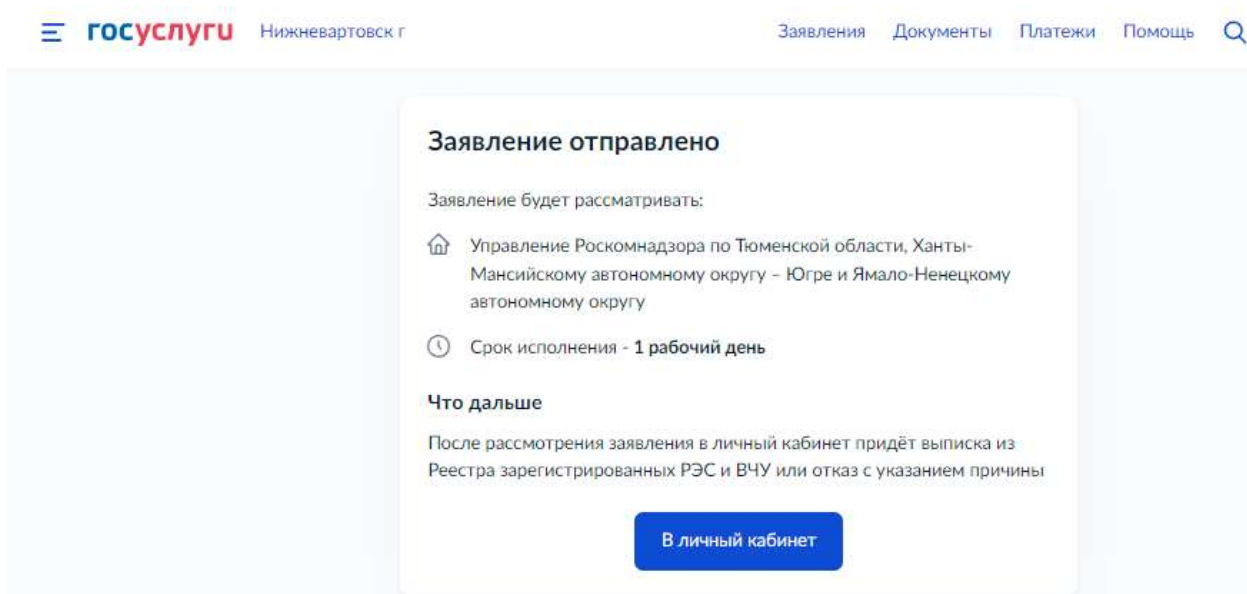 госуслуги Нижневартовск г Заявления Документы Платежи Помощь
Заявление отправлено
Заявление будет рассматривать:
Управление Роскомнадзора по Тюменской области, Ханты-
Мансийскому автономному округу – Югре и Ямало-Ненецкому
автономному округу
Срок исполнения - 1 рабочий день
Что дальше
После рассмотрения заявления в личный кабинет придёт выписка из
Реестра зарегистрированных РЭС и ВЧУ или отказ с указанием причины
В личный кабинет